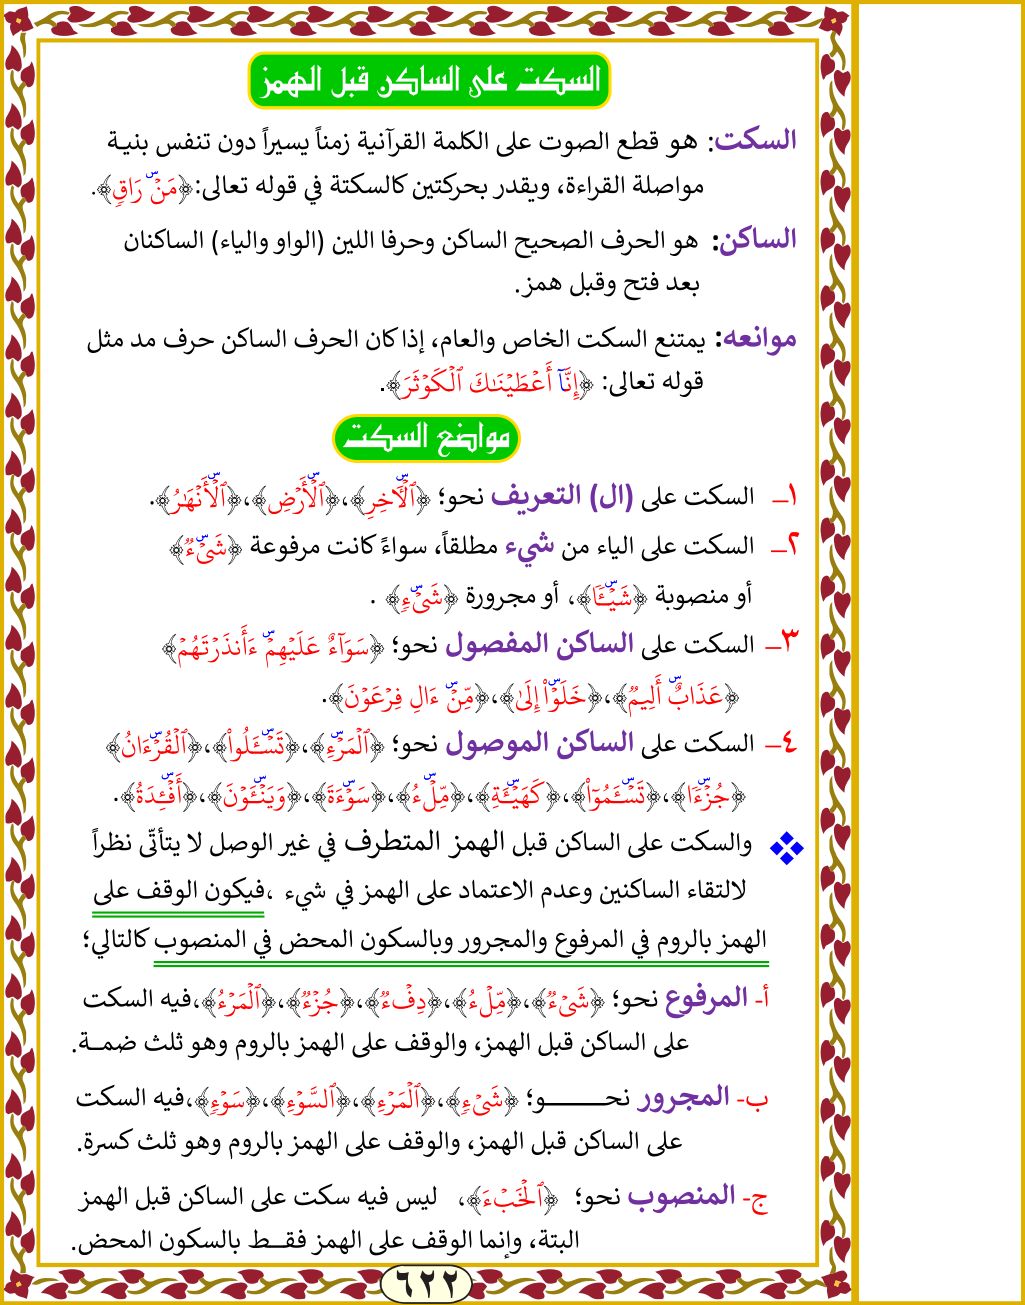 السكت على الساكن قبل الهمز
السكت: هو قطع الصوت على الكلمة القرآنية زمناً يسيراً دون تنفس بنية
مواصلة القراءة، ويقدر بحركتين كالسكتة في قوله تعالى:﴿مَنْۜ رَاقٖ﴾.
الساكن: هو الحرف الصحيح الساكن وحرفا اللين (الواو والياء) الساكنان
بعد فتح وقبل همز.
موانعه: يمتنع السكت الخاص والعام، إذا كان الحرف الساكن حرف مد مثل
قوله تعالى: ﴿إِنَّآ أَعۡطَيۡنَٰكَ ٱلۡكَوۡثَرَ﴾.
مواضع السكت
١– السكت على (ال) التعريف نحو؛ ﴿ٱلۡأٓخِرِ﴾،﴿ٱلۡأَرۡضِ﴾،﴿ٱلۡأَنۡهَٰرُ﴾.
٢– السكت على الياء من شيء مطلقاً، سواءً كانت مرفوعة ﴿شَيۡۜءٞ﴾
أو منصوبة ﴿شَيۡۜـٔٗا﴾، أو مجرورة ﴿شَيۡۜءٖ﴾ .
٣– السكت على الساكن المفصول نحو؛ ﴿سَوَآءٌ عَلَيۡهِمۡۜ ءَأَنذَرۡتَهُمۡ﴾
﴿عَذَابٌۜ أَلِيمٞ﴾،﴿خَلَوۡۜاْ إِلَىٰ﴾،﴿مِّنۡۜ ءَالِ فِرۡعَوۡنَ﴾.
٤– السكت على الساكن الموصول نحو؛ ﴿ٱلۡمَرۡۜءِ﴾،﴿تَسۡۜـَٔلُواْ﴾،﴿ٱلۡقُرۡۜءَانُ﴾
﴿جُزۡۜءٗا﴾،﴿تَسۡۜـَٔمُوٓاْ﴾،﴿كَهَيۡۜـَٔةِ﴾،﴿مِّلۡۜءُ﴾،﴿سَوۡۜءَةَ﴾،﴿وَيَنۡۜـَٔوۡنَ﴾،﴿أَفۡۜـِٔدَةُ﴾.
والسكت على الساكن قبل الهمز المتطرف في غير الوصل لا يتأتّى نظراً
لالتقاء الساكنين وعدم الاعتماد على الهمز في شيء ،فيكون الوقف على
الهمز بالروم في المرفوع والمجرور وبالسكون المحض في المنصوب كالتالي؛
أ- المرفوع نحو؛ ﴿شَيۡءٞ﴾،﴿مِّلۡءُ﴾،﴿دِفۡءٞ﴾،﴿جُزۡءٞ﴾،﴿ٱلۡمَرۡءُ﴾،فيه السكت
على الساكن قبل الهمز، والوقف على الهمز بالروم وهو ثلث ضمــة.
ب- المجرور نحـــــــو؛ ﴿شَيۡءٖ﴾،﴿ٱلۡمَرۡءِ﴾،﴿ٱلسَّوۡءِ﴾،﴿سَوۡءٖ﴾،فيه السكت
على الساكن قبل الهمز، والوقف على الهمز بالروم وهو ثلث كسرة.
ج- المنصوب نحو؛ ﴿ٱلۡخَبۡءَ﴾، ليس فيه سكت على الساكن قبل الهمز
البتة، وإنما الوقف على الهمز فقــط بالسكون المحض.
٦٢٢